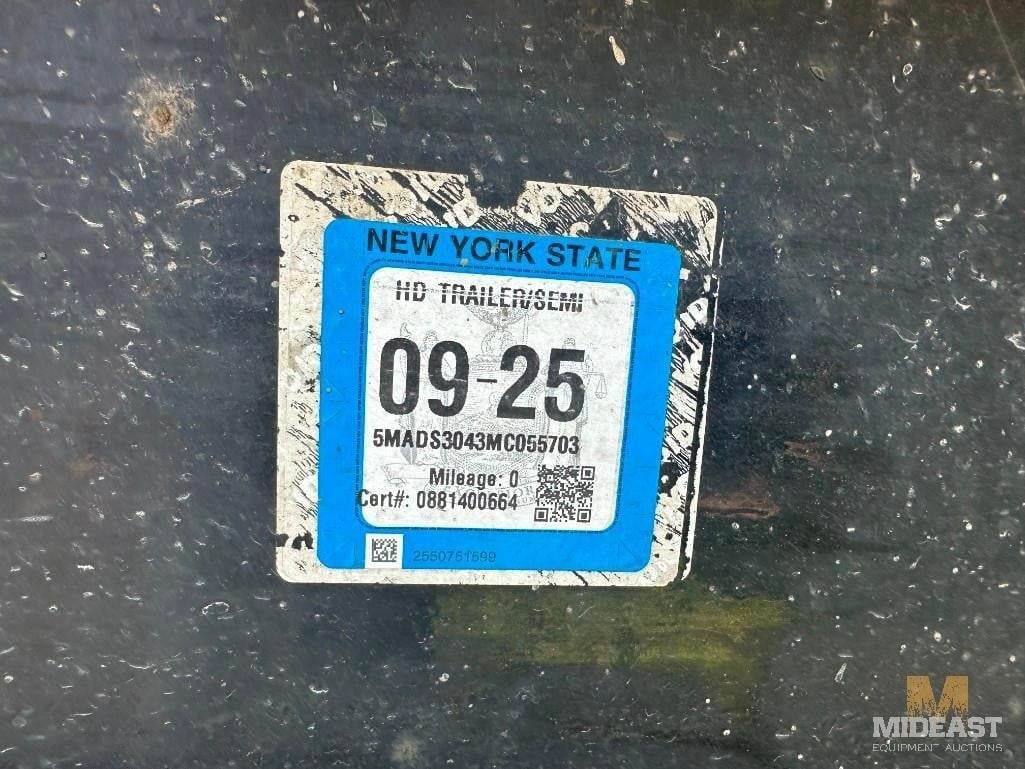 NEW YORK STATE
HD TRAILER/SEMI
09-25
5MADS3043MC055703
Mileage: 0
Cert#: 0881400664
2550751599
MIDEAST
EQUIPMENT AUCTIONS